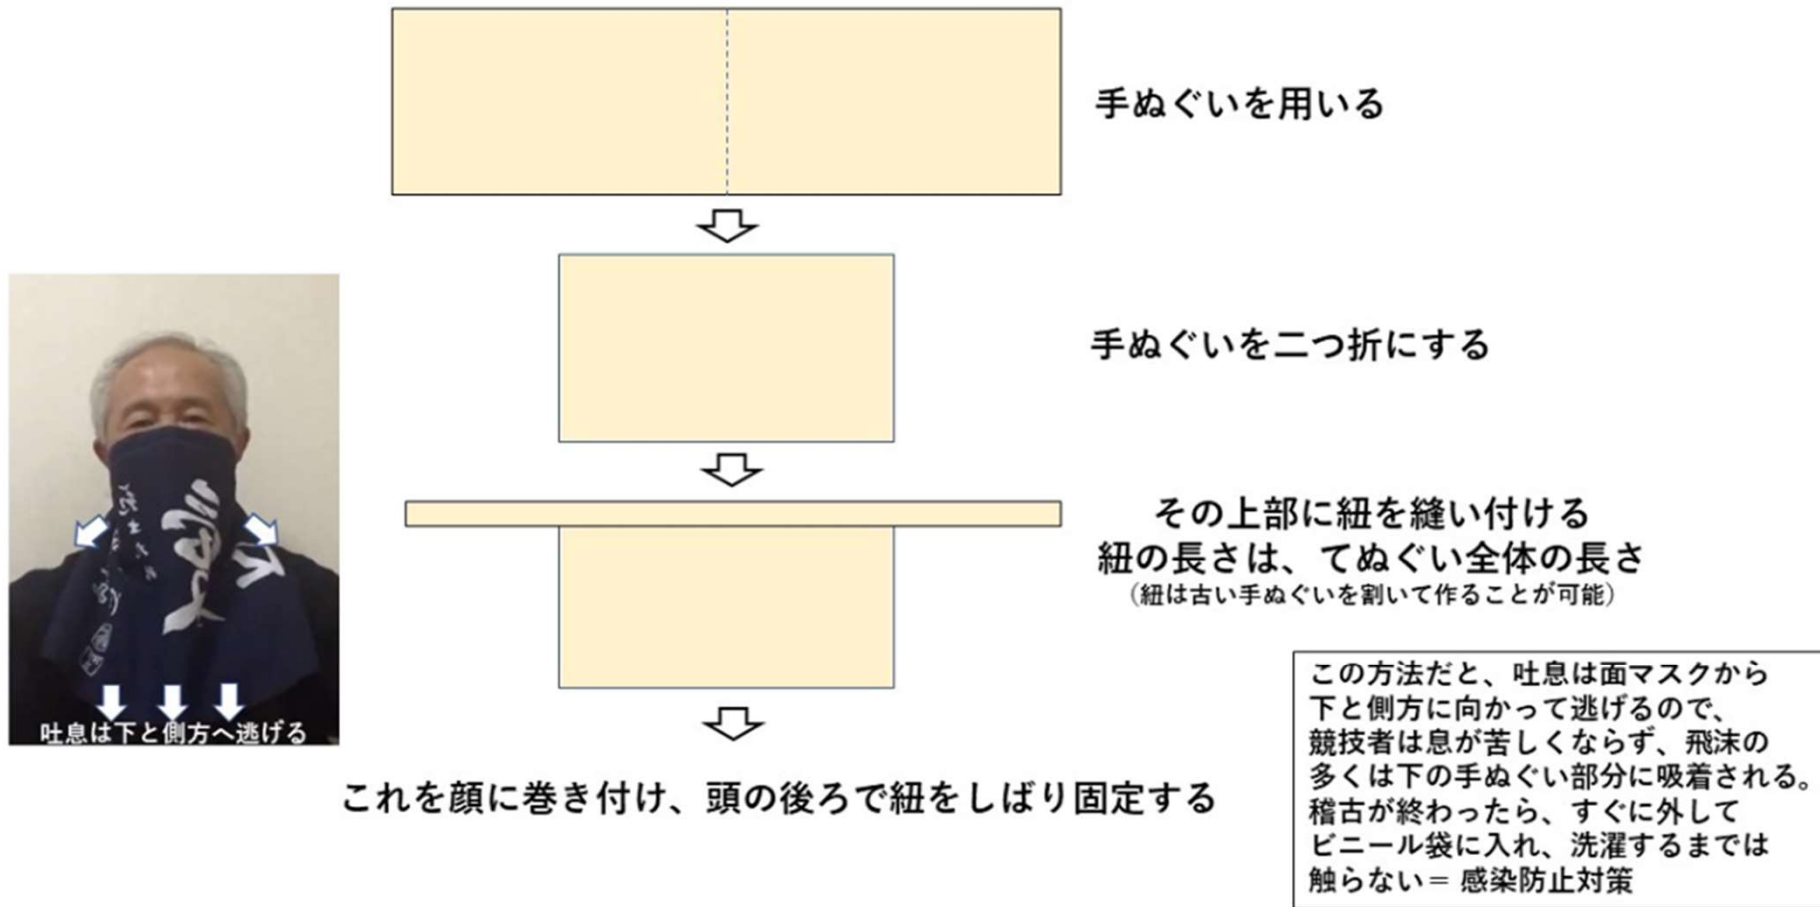 手ぬぐいを用いる
手ぬぐいを二つ折にする
その上部に紐を縫い付ける
紐の長さは、てぬぐい全体の長さ
（紐は古い手ぬぐいを割いて作ることが可能）
吐息は下と側方へ逃げる
これを顔に巻き付け、頭の後ろで紐をしばり固定する
この方法だと、吐息は面マスクから
下と側方に向かって逃げるので、
競技者は息が苦しくならず、飛沫の
多くは下の手ぬぐい部分に吸着される。
稽古が終わったら、すぐに外して
ビニール袋に入れ、洗濯するまでは
触らない＝ 感染防止対策